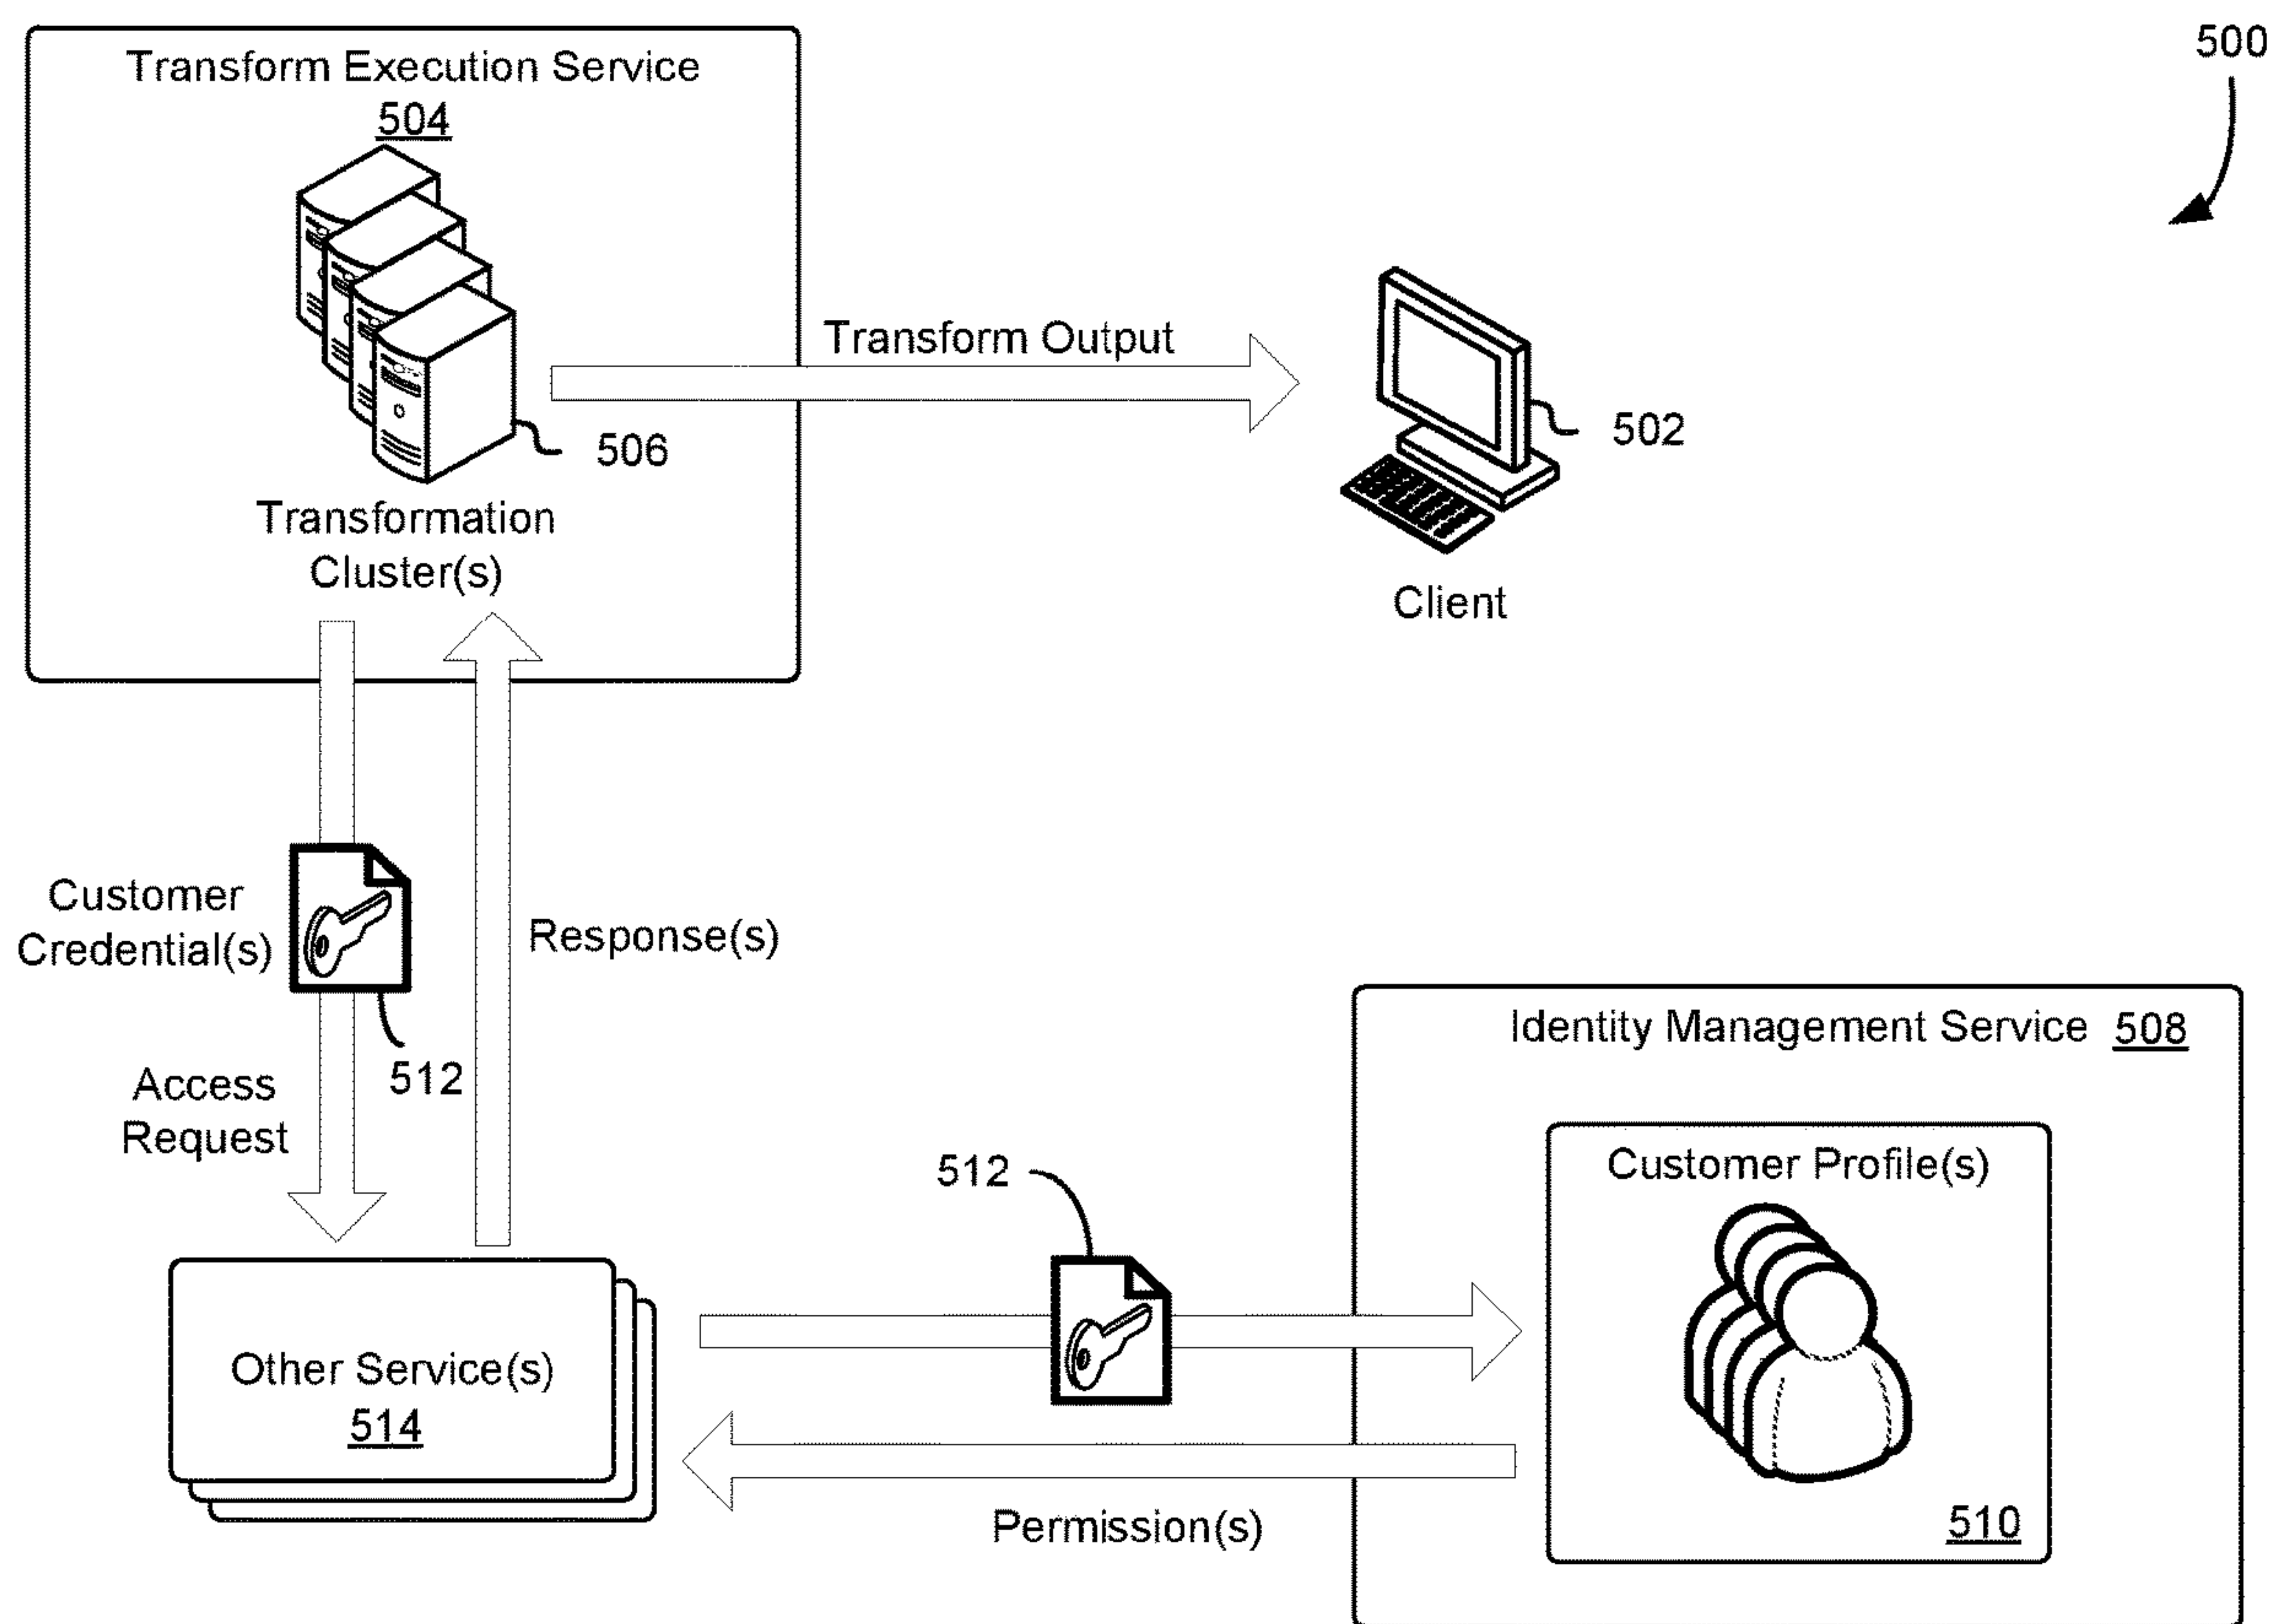 500
Transform Execution Service
504
506
Transformation
Cluster(s)
Transform Output
502
Client
Customer
Credential(s)
512
Access
Request
Response(s)
Other Service(s)
514
512
Permission(s)
Identity Management Service 508
Customer Profile(s)
510